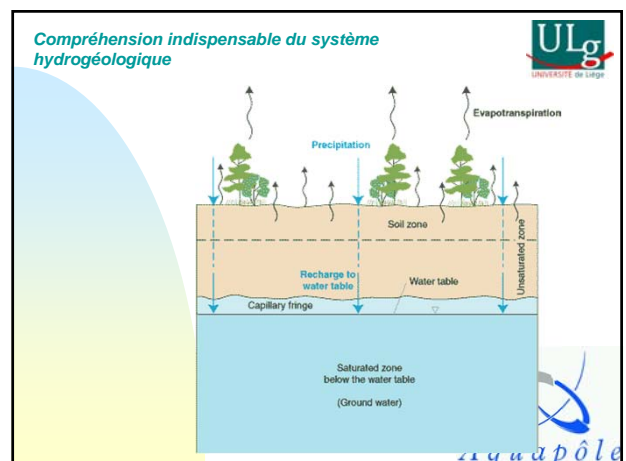 Compréhension indispensable du système
hydrogéologique
ULg
UNIVERSITÉ de Liège
Evapotranspiration
Precipitation
Soil zone
Unsaturated zone
Recharge to
water table
Water table
Capillary fringe
Saturated zone
below the water table
(Ground water)
Aquapôle